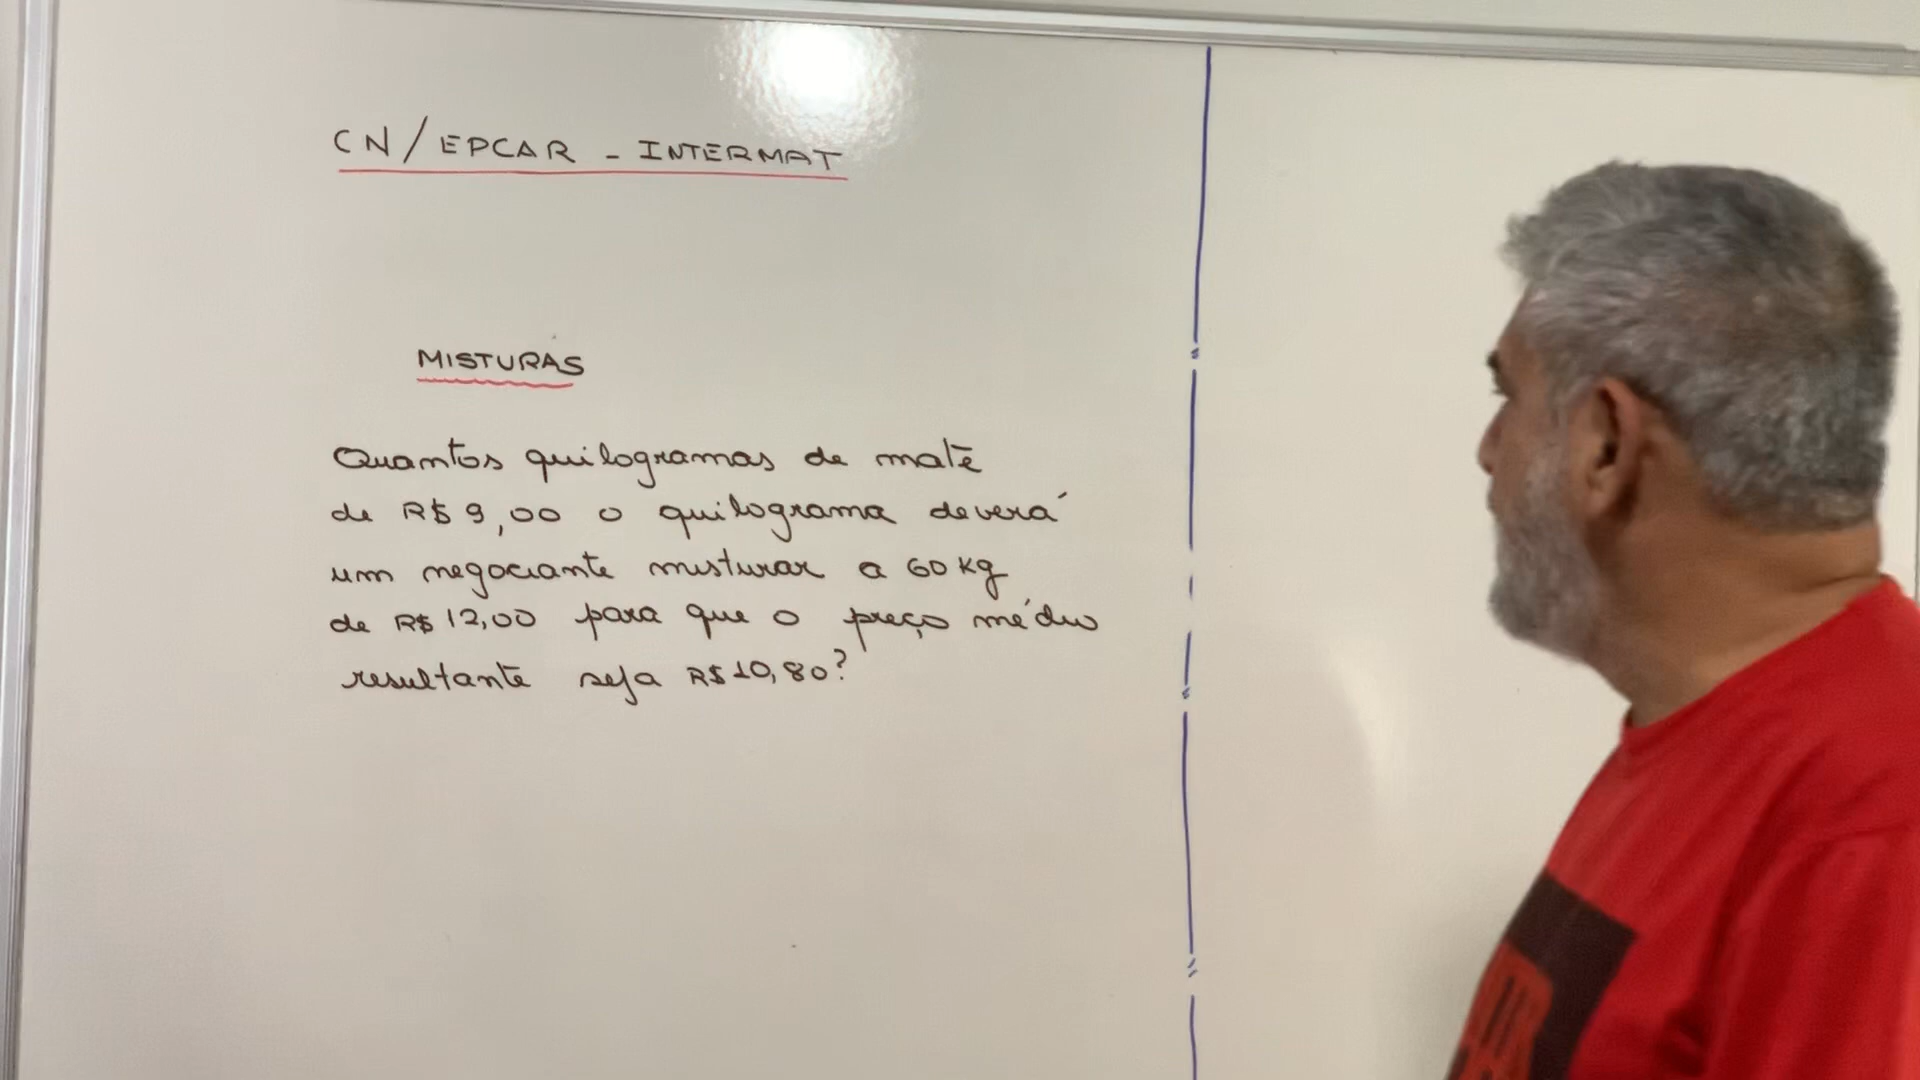 CN/EPCAR - INTERMAT
MISTURAS
Quantos quilogramas de mate
de R$ 9,00 o quilograma deverá
um negociante misturar a 60 kg
de R$ 12,00 para que o preço médio
resultante seja R$ 10,80?